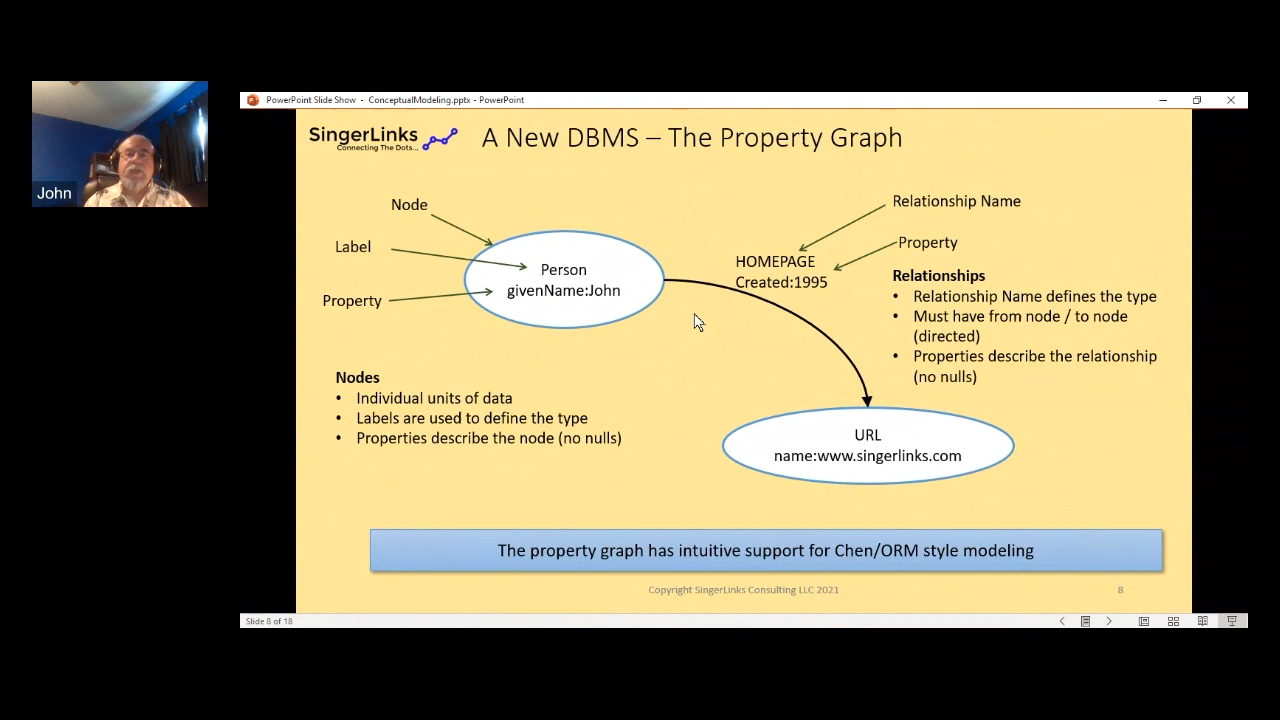 PowerPoint Slide Show - ConceptualModeling.pptx - PowerPoint
John
SingerLinks
Connecting The Dots...
A New DBMS – The Property Graph
Node
Label
Property
Person
givenName:John
Relationship Name
Property
HOMEPAGE
Created:1995
Relationships
• Relationship Name defines the type
• Must have from node / to node
(directed)
• Properties describe the relationship
(no nulls)
Nodes
• Individual units of data
• Labels are used to define the type
• Properties describe the node (no nulls)
URL
name:www.singerlinks.com
The property graph has intuitive support for Chen/ORM style modeling
Copyright SingerLinks Consulting LLC 2021
8
Slide 8 of 18